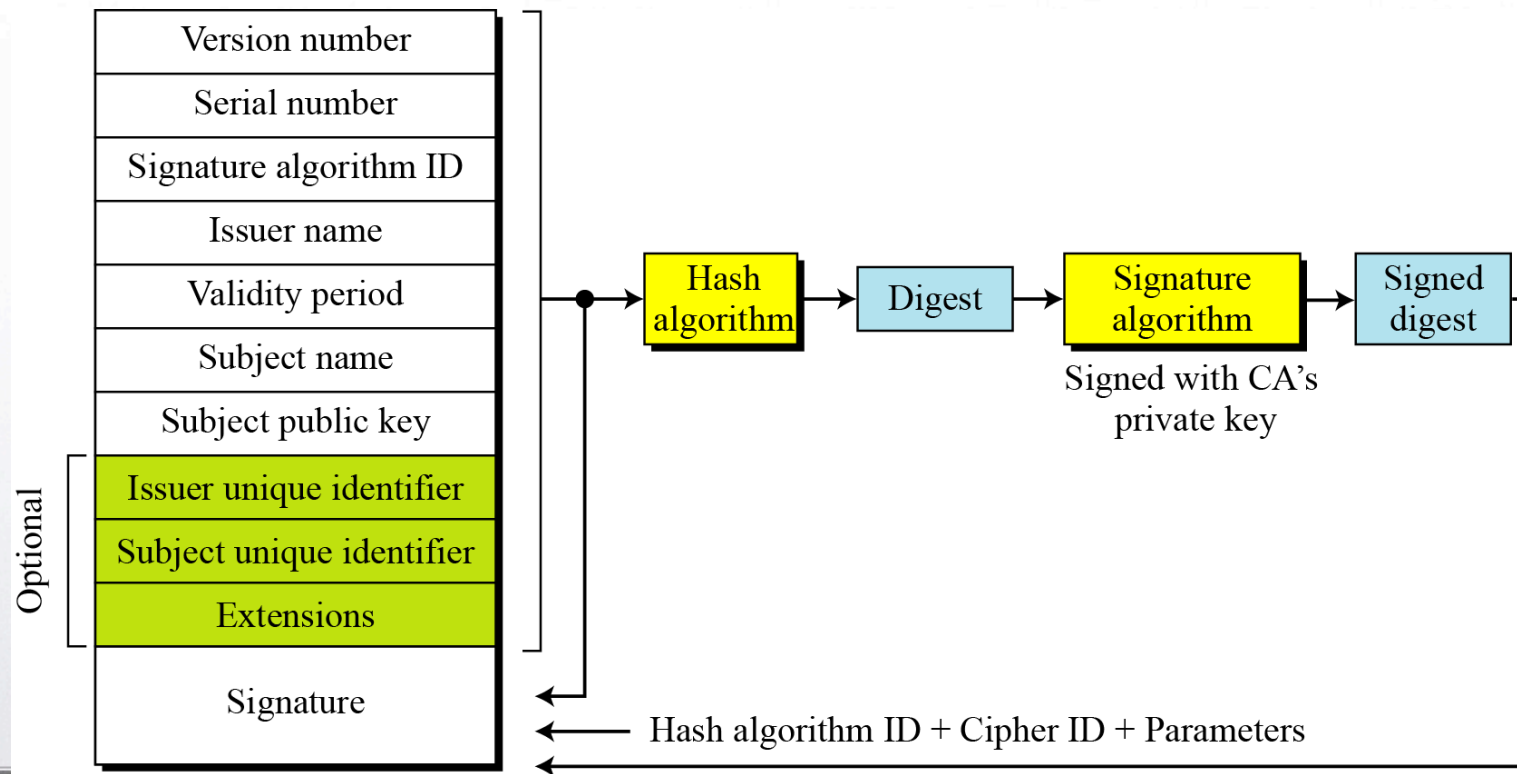 Version number
Serial number
Signature algorithm ID
Issuer name
Validity period
Subject name
Subject public key
Optional
Issuer unique identifier
Subject unique identifier
Extensions
Signature
Hash
algorithm
Digest
Signature
algorithm
Signed
digest
Signed with CA's
private key
Hash algorithm ID + Cipher ID + Parameters